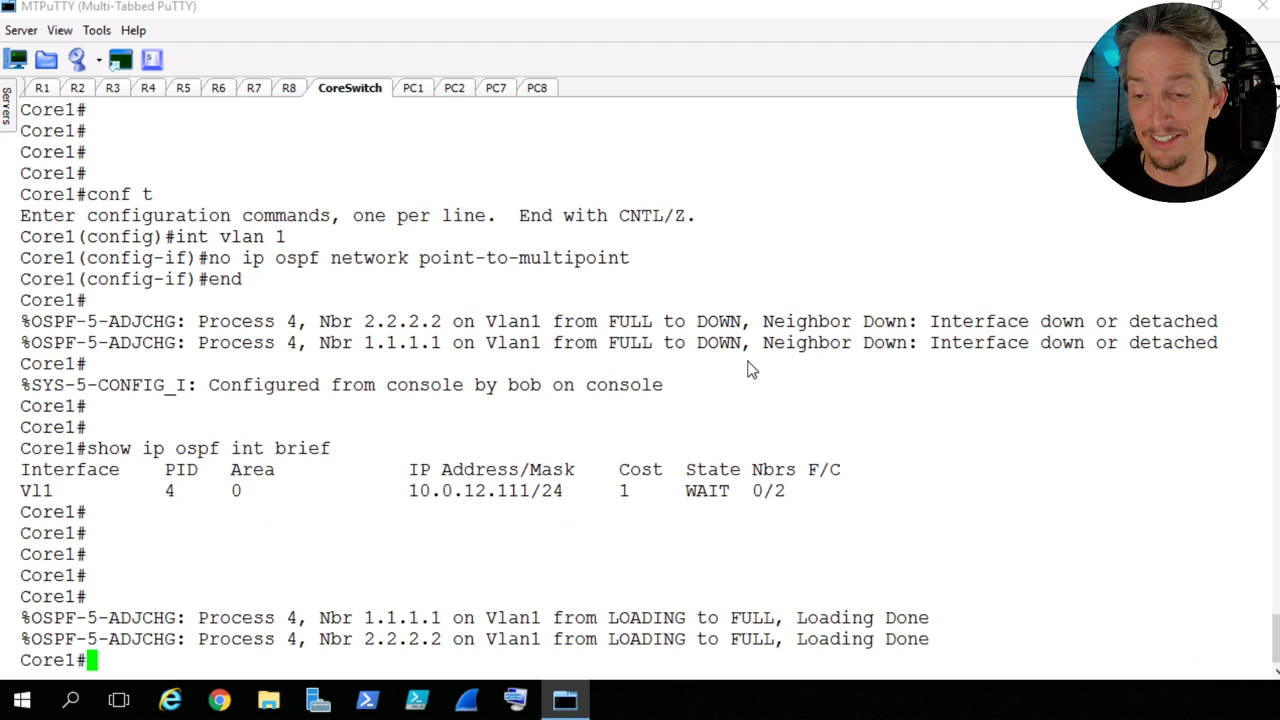 MTPuTTY (Multi-Tabbed PuTTY)
Server View Tools Help
Servers
R1 R2 R3 R4 R5 R6 R7 R8 CoreSwitch PC1 PC2 PC7 PC8
Core1#
Core1#
Core1#
Core1#
Core1#conf t
Enter configuration commands, one per line.  End with CNTL/Z.
Core1(config)#int vlan 1
Core1(config-if)#no ip ospf network point-to-multipoint
Core1(config-if)#end
Core1#
%OSPF-5-ADJCHG: Process 4, Nbr 2.2.2.2 on Vlan1 from FULL to DOWN, Neighbor Down: Interface down or detached
%OSPF-5-ADJCHG: Process 4, Nbr 1.1.1.1 on Vlan1 from FULL to DOWN, Neighbor Down: Interface down or detached
Core1#
%SYS-5-CONFIG_I: Configured from console by bob on console
Core1#
Core1#
Core1#show ip ospf int brief
Interface    PID   Area            IP Address/Mask    Cost  State Nbrs F/C
Vl1          4     0               10.0.12.111/24     1     WAIT  0/2
Core1#
Core1#
Core1#
Core1#
Core1#
%OSPF-5-ADJCHG: Process 4, Nbr 1.1.1.1 on Vlan1 from LOADING to FULL, Loading Done
%OSPF-5-ADJCHG: Process 4, Nbr 2.2.2.2 on Vlan1 from LOADING to FULL, Loading Done
Core1#